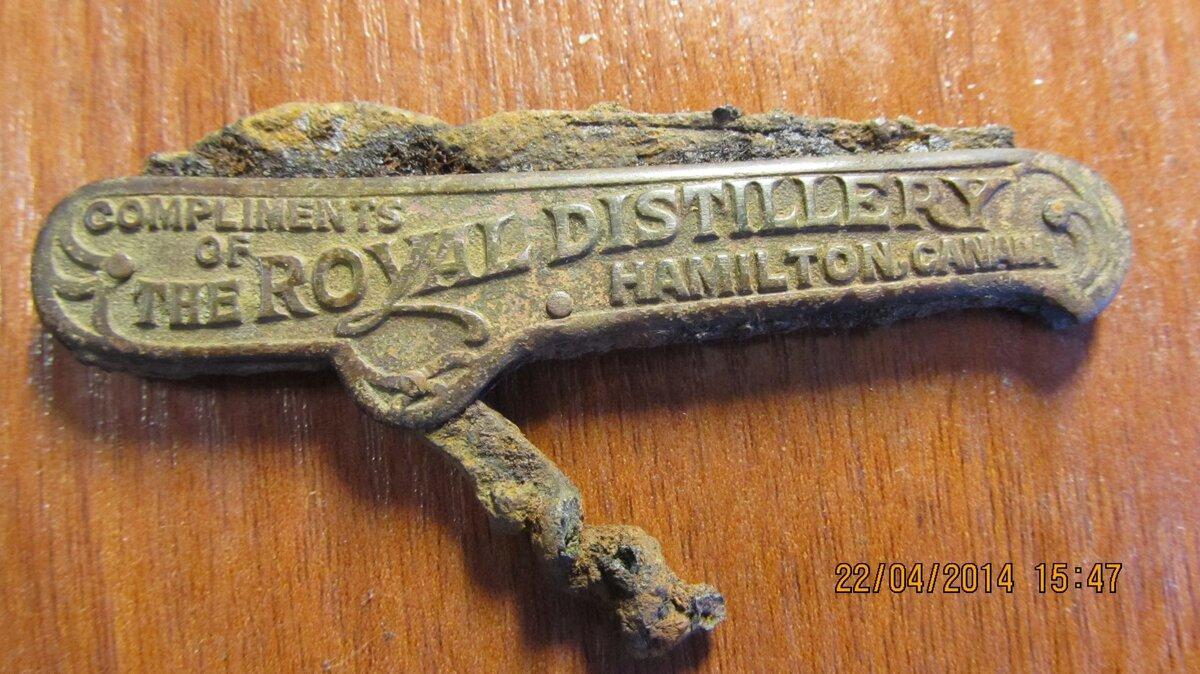 COMPLIMENTS
OF
THE ROYAL DISTILLERY
HAMILTON, CANADA
22/04/2014 15:47